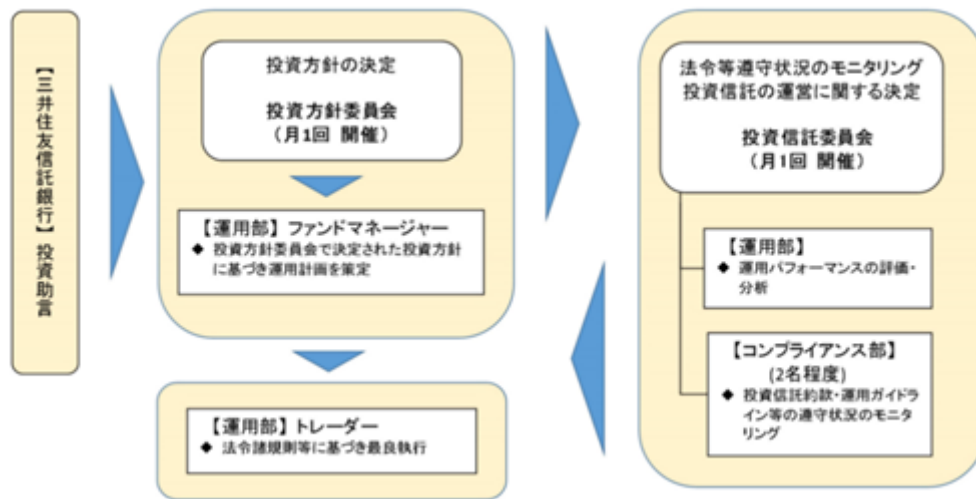 【三井住友信託銀行】投資助言
投資方針の決定
投資方針委員会
（月1回 開催）
【運用部】ファンドマネージャー
◆ 投資方針委員会で決定された投資方針
に基づき運用計画を策定
【運用部】トレーダー
◆ 法令諸規則等に基づき最良執行
法令等遵守状況のモニタリング
投資信託の運営に関する決定
投資信託委員会
（月1回 開催）
【運用部】
◆ 運用パフォーマンスの評価・
分析
【コンプライアンス部】
(2名程度)
◆ 投資信託約款・運用ガイドラ
イン等の遵守状況のモニタ
リング